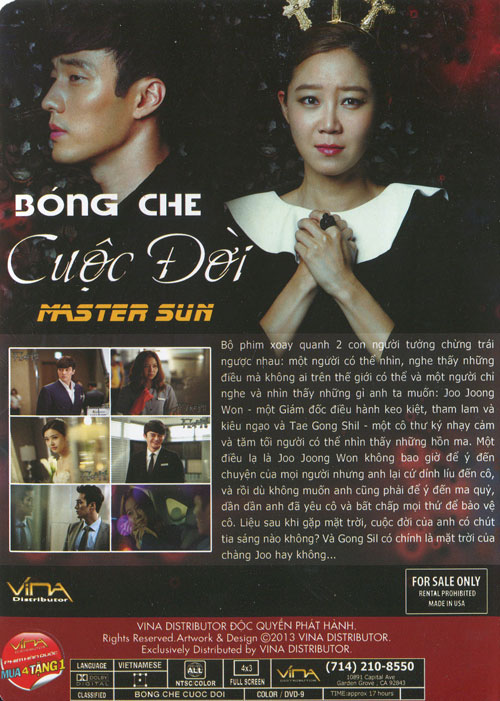 BÓNG CHE
Cuộc Đời
MASTER SUN
Bộ phim xoay quanh 2 con người tưởng chừng trái
ngược nhau: một người có thể nhìn, nghe thấy những
điều mà không ai trên thế giới có thể và một người chỉ
nghe và nhìn thấy những gì anh ta muốn: Joo Joong
Won - một Giám đốc điều hành keo kiệt, tham lam và
kiêu ngạo và Tae Gong Shil - một cô thư ký nhạy cảm
và tăm tối người có thể nhìn thấy những hồn ma. Một
điều lạ là Joo Joong Won không bao giờ để ý đến
chuyện của mọi người nhưng anh lại cứ dính líu đến cô,
và rồi dù không muốn anh cũng phải để ý đến ma quỷ,
dần dần anh đã yêu cô và bất chấp mọi thứ để bảo vệ
cô. Liệu sau khi gặp mặt trời, cuộc đời của anh có chút
tia sáng nào không? Và Gong Sil có chính là mặt trời của
chàng Joo hay không...
VINA
Distributor
FOR SALE ONLY
RENTAL PROHIBITED
MADE IN USA
VINA DISTRIBUTOR ĐỘC QUYỀN PHÁT HÀNH.
Rights Reserved.Artwork & Design ©2013 VINA DISTRIBUTOR.
Exclusively Distributed by VINA DISTRIBUTOR.
VINA
PHIM HÀN QUỐC
MUA 4 TẶNG 1
LANGUAGE VIETNAMESE ALL 4x3 VINA (714) 210-8550
DOLBY DIGITAL NTSC/COLOR FULL SCREEN DISTRIBUTOR 10891 Capital Ave
Garden Grove , CA 92843
CLASSIFIED BONG CHE CUOC DOI COLOR / DVD-9 TIME:approx 17 hours